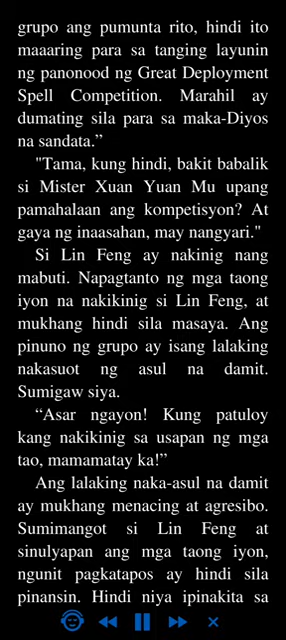 grupo ang pumunta rito, hindi ito
maaaring para sa tanging layunin
ng panonood ng Great Deployment
Spell Competition. Marahil ay
dumating sila para sa maka-Diyos
na sandata.”
"Tama, kung hindi, bakit babalik
si Mister Xuan Yuan Mu upang
pamahalaan ang kompetisyon? At
gaya ng inaasahan, may nangyari."
Si Lin Feng ay nakinig nang
mabuti. Napagtanto ng mga taong
iyon na nakikinig si Lin Feng, at
mukhang hindi sila masaya. Ang
pinuno ng grupo ay isang lalaking
nakasuot ng asul na damit.
Sumigaw siya.
“Asar ngayon! Kung patuloy
kang nakikinig sa usapan ng mga
tao, mamamatay ka!”
Ang lalaking naka-asul na damit
ay mukhang menacing at agresibo.
Sumimangot si Lin Feng at
sinulyapan ang mga taong iyon,
ngunit pagkatapos ay hindi sila
pinansin. Hindi niya ipinakita sa